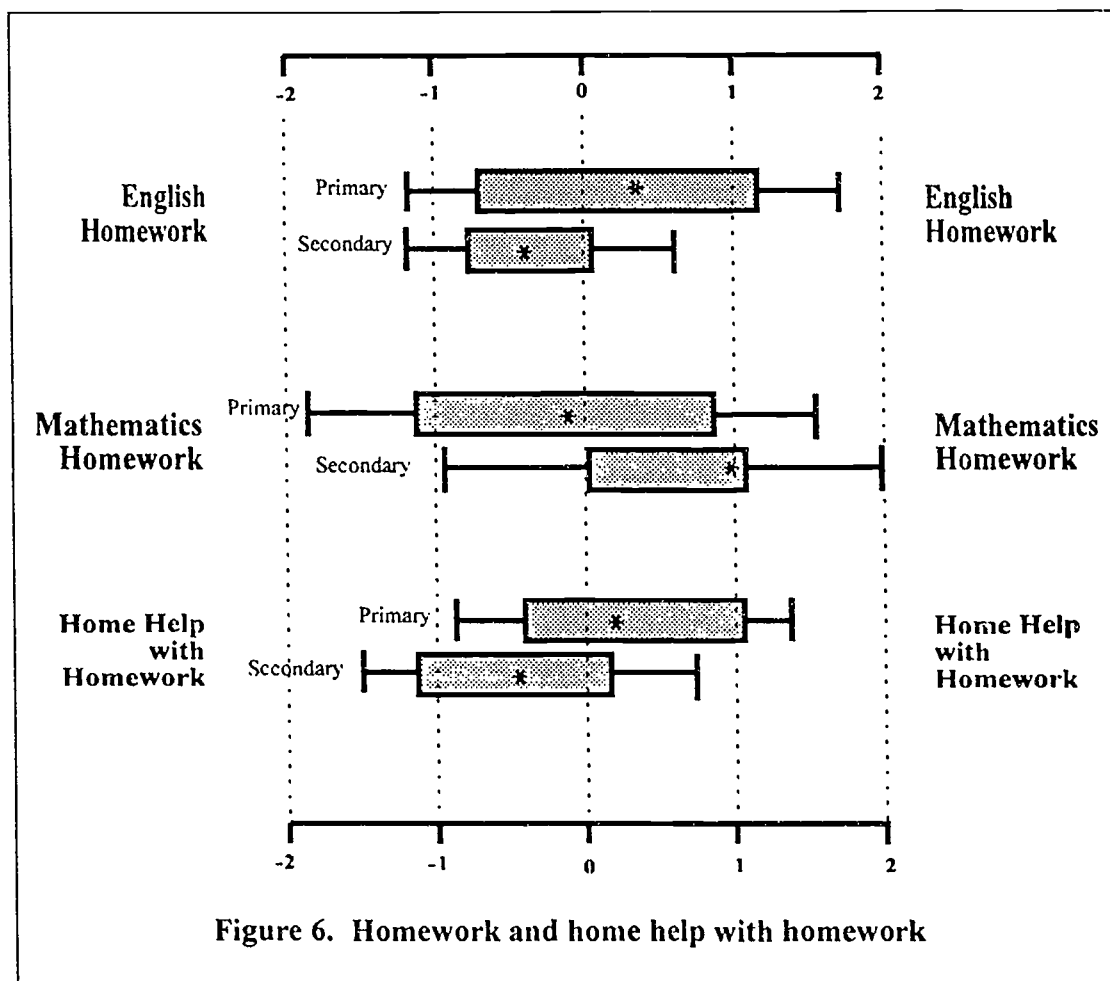 -2 -1 0 1 2
English
Homework
Primary
Secondary
English
Homework
Mathematics
Homework
Primary
Secondary
Mathematics
Homework
Home Help
with
Homework
Primary
Secondary
Home Help
with
Homework
-2 -1 0 1 2
Figure 6. Homework and home help with homework